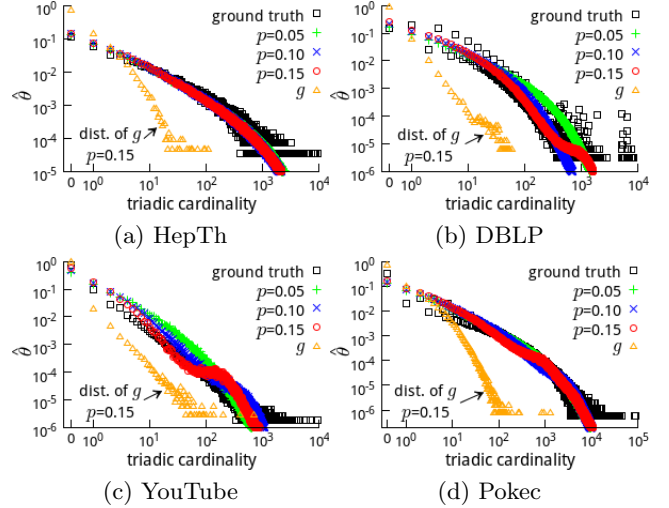 10^0
10^-1
10^-2
10^-3
10^-4
10^-5
θ̂
ground truth
p=0.05
p=0.10
p=0.15
g
dist. of g
p=0.15
0 10^0 10^1 10^2 10^3 10^4
triadic cardinality
(a) HepTh
10^0
10^-1
10^-2
10^-3
10^-4
10^-5
10^-6
θ̂
ground truth
p=0.05
p=0.10
p=0.15
g
dist. of g
p=0.15
0 10^0 10^1 10^2 10^3 10^4
triadic cardinality
(b) DBLP
10^0
10^-1
10^-2
10^-3
10^-4
10^-5
10^-6
θ̂
ground truth
p=0.05
p=0.10
p=0.15
g
dist. of g
p=0.15
0 10^0 10^1 10^2 10^3 10^4
triadic cardinality
(c) YouTube
10^0
10^-1
10^-2
10^-3
10^-4
10^-5
10^-6
θ̂
ground truth
p=0.05
p=0.10
p=0.15
g
dist. of g
p=0.15
0 10^0 10^1 10^2 10^3 10^4 10^5
triadic cardinality
(d) Pokec